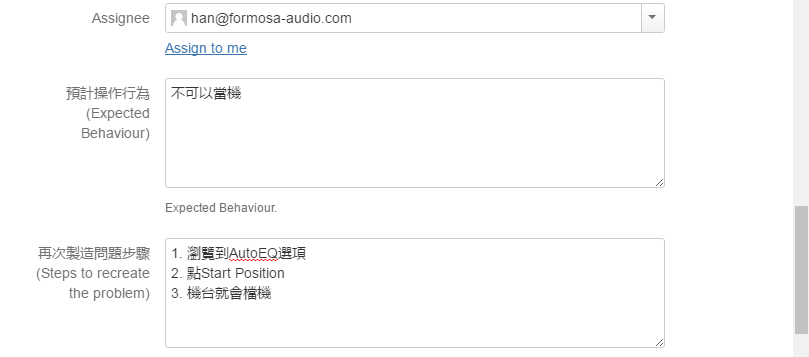 Assignee
han@formosa-audio.com
Assign to me
預計操作行為
(Expected
Behaviour)
不可以當機
Expected Behaviour.
再次製造問題步驟
(Steps to recreate
the problem)
1. 瀏覽到AutoEQ選項
2. 點Start Position
3. 機台就會檔機